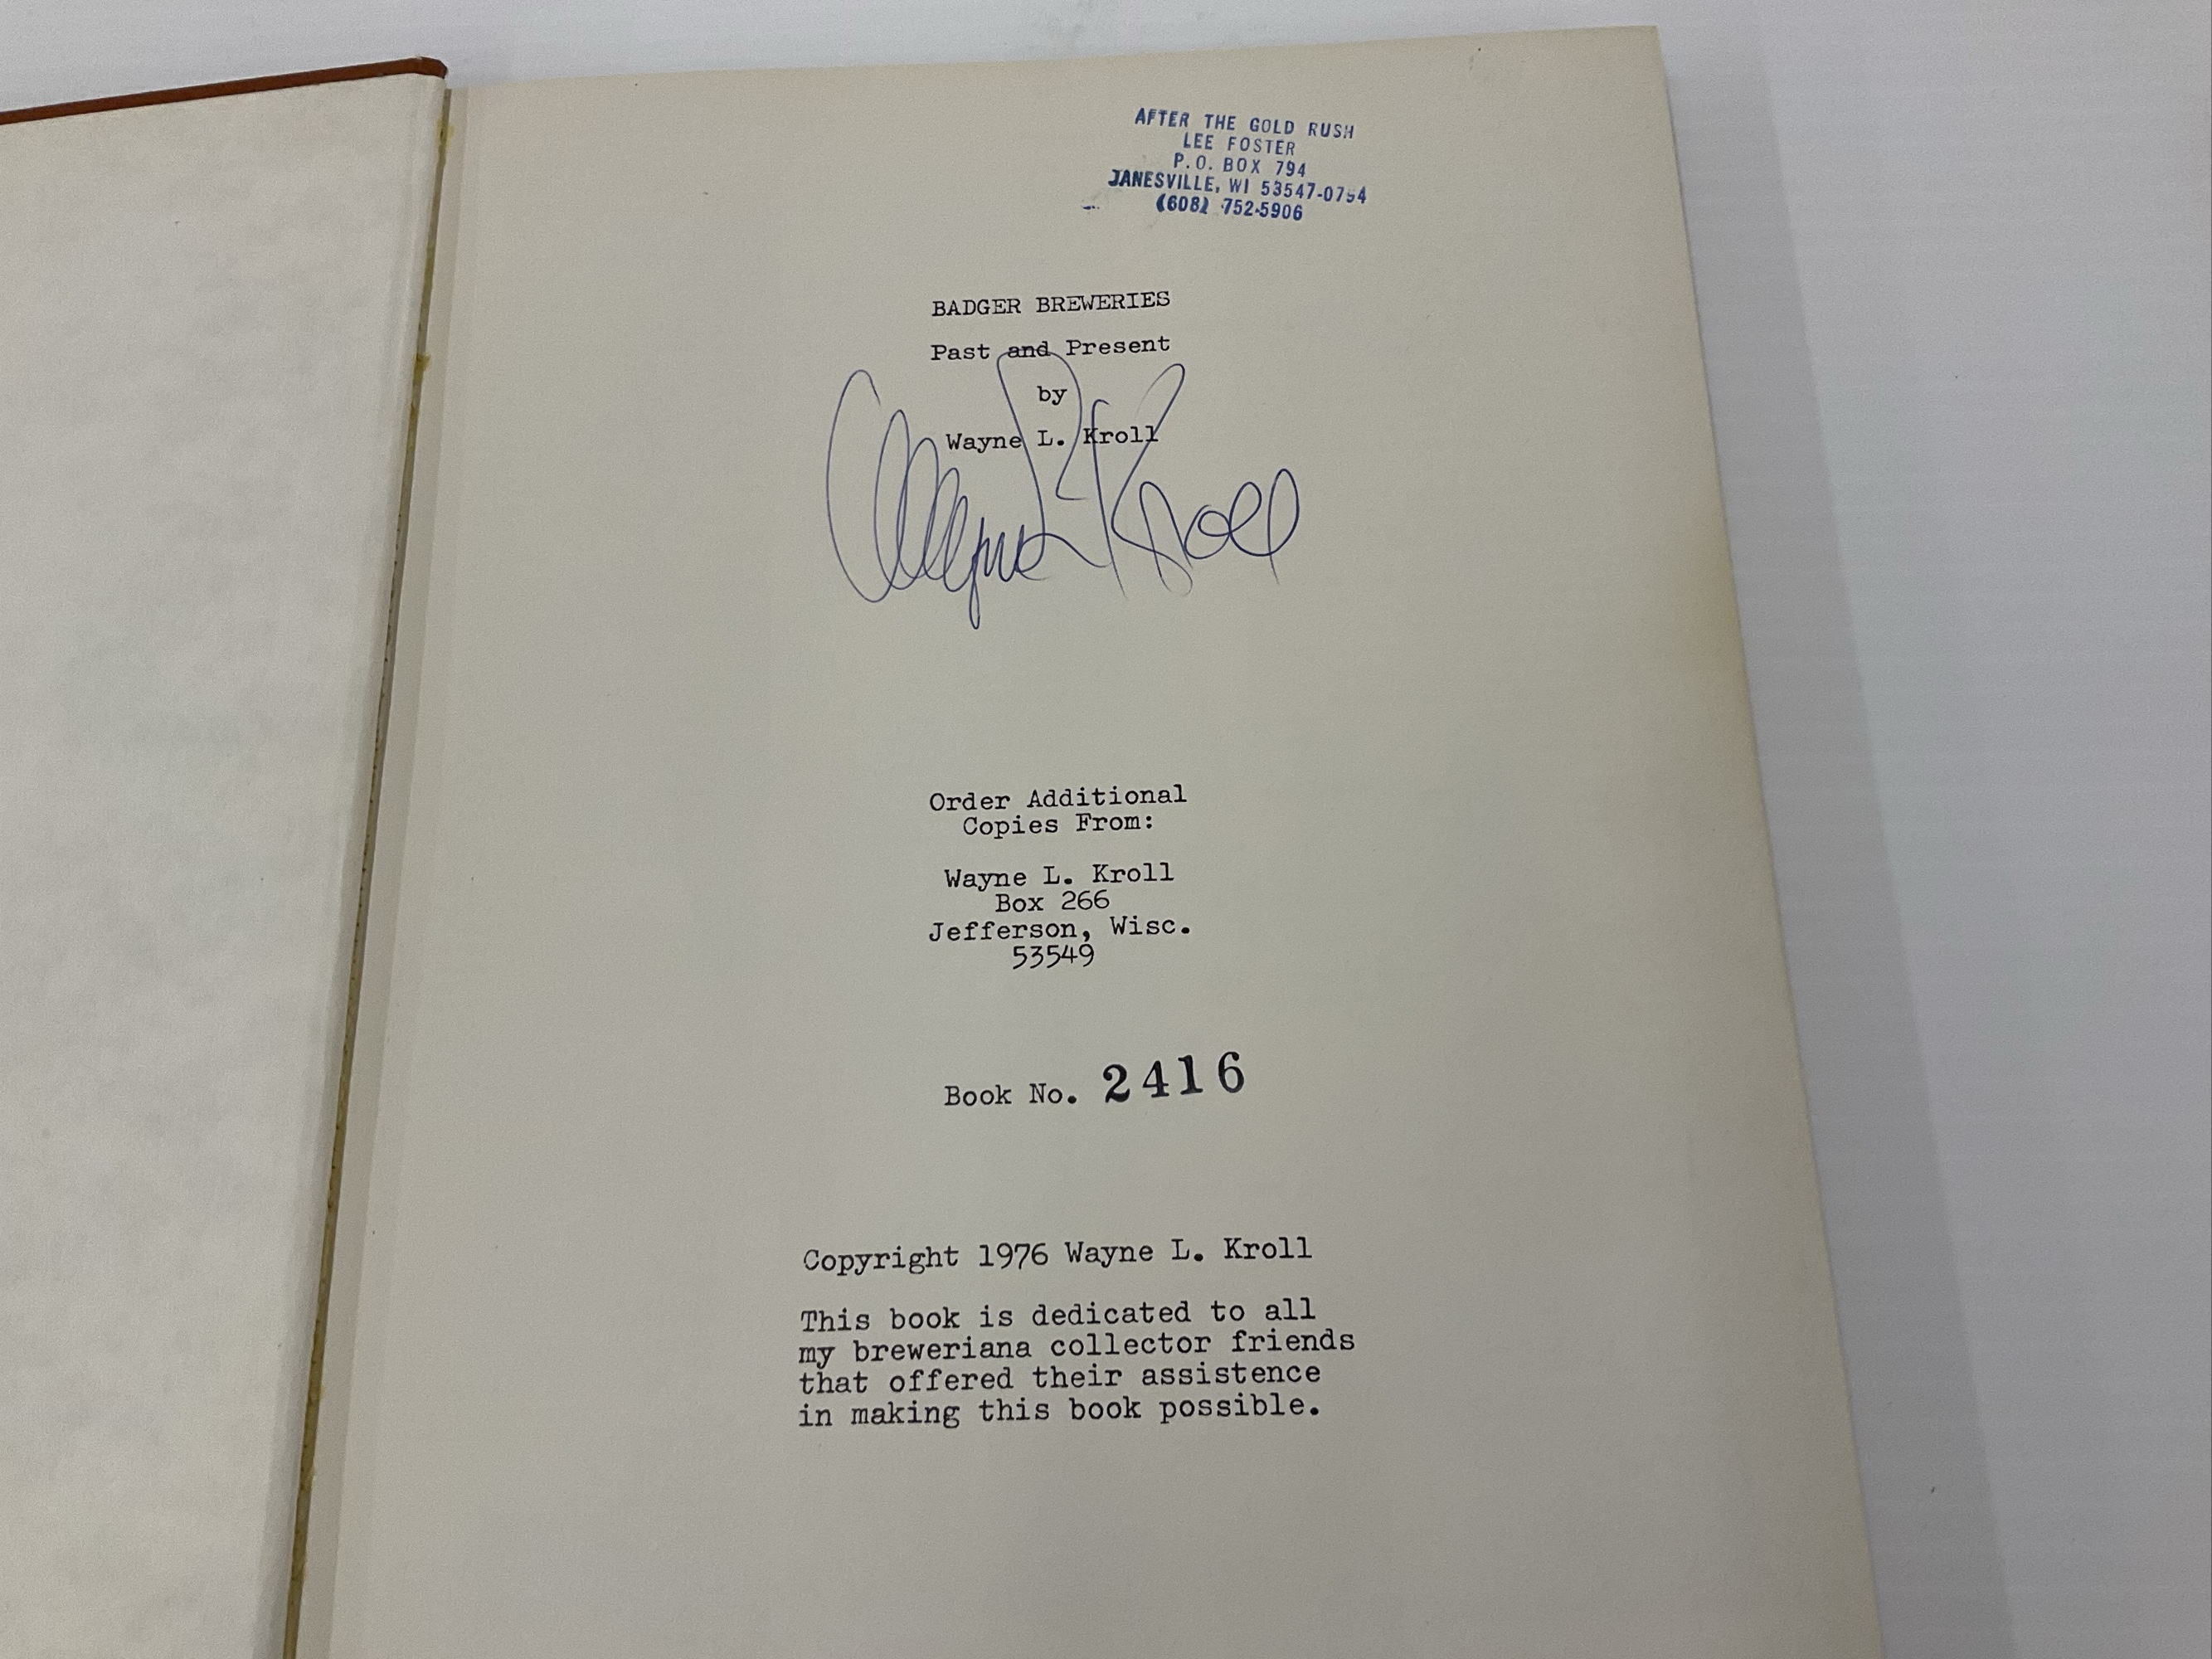 AFTER THE GOLD RUSH
LEE FOSTER
P.O. BOX 794
JANESVILLE, WI 53547-0794
(608) 752-5906
BADGER BREWERIES
Past and Present
by
Wayne L. Kroll
Wayne L Kroll
Order Additional
Copies From:
Wayne L. Kroll
Box 266
Jefferson, Wisc.
53549
Book No. 2416
Copyright 1976 Wayne L. Kroll
This book is dedicated to all
my breweriana collector friends
that offered their assistence
in making this book possible.